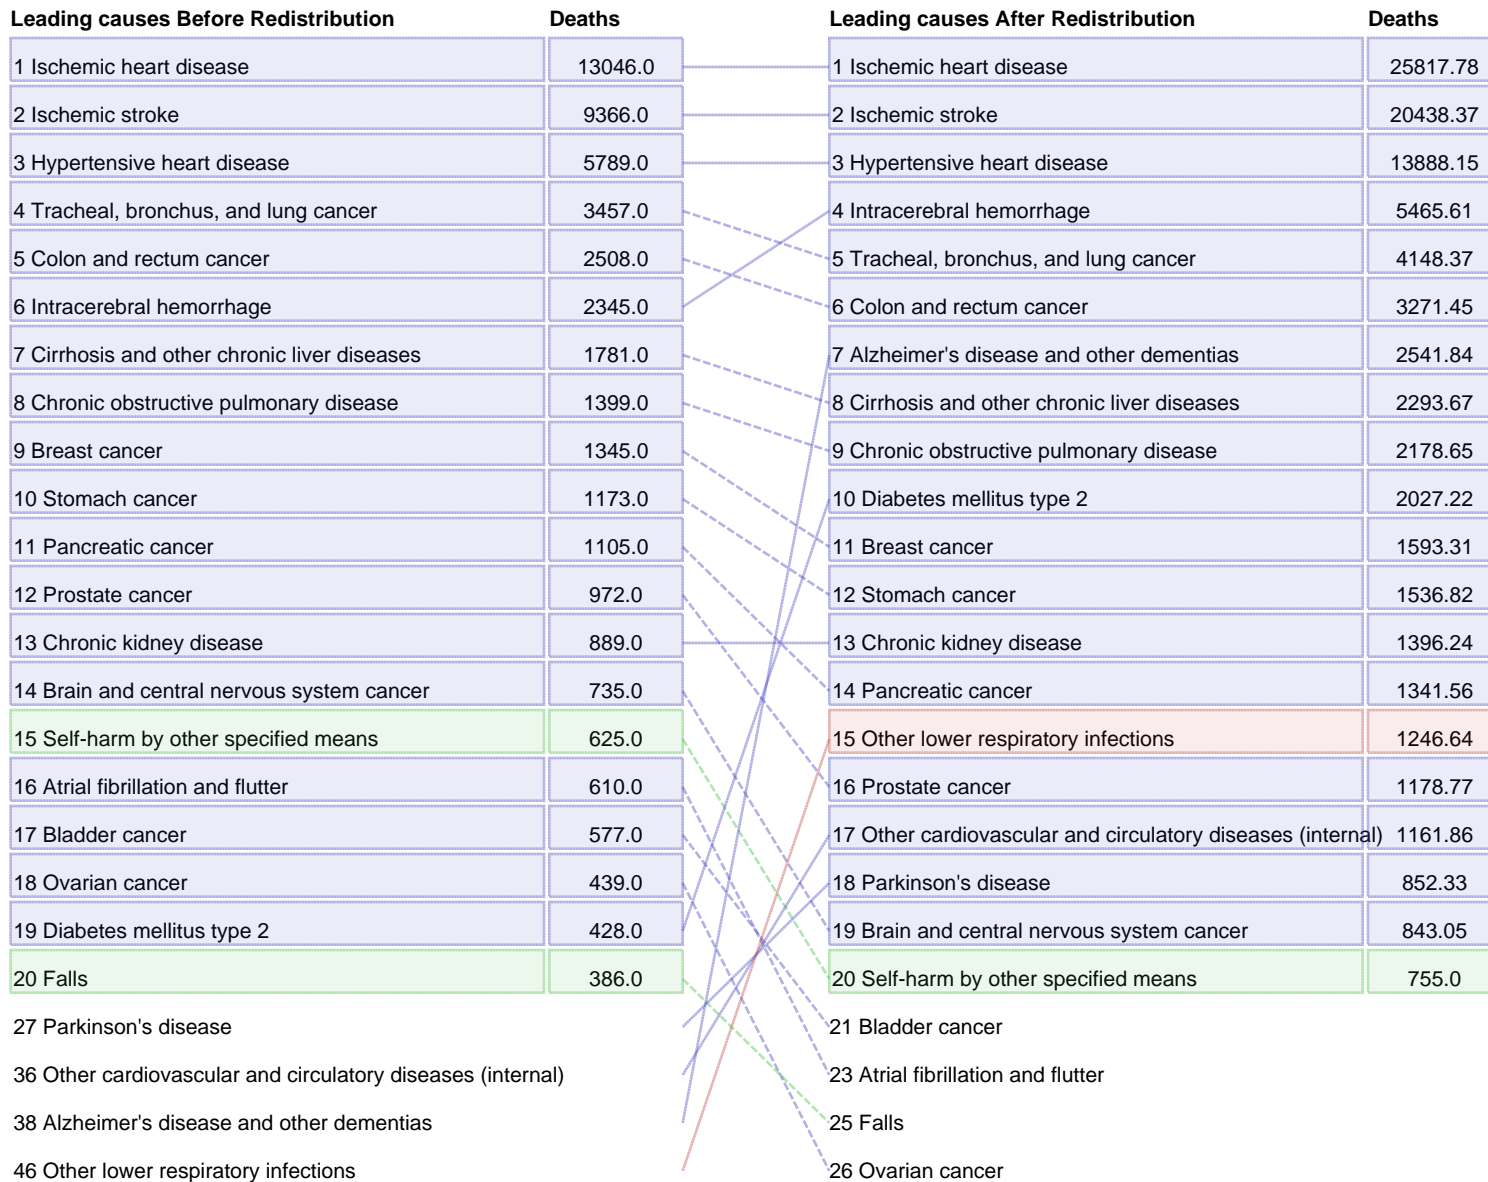 Leading causes Before Redistribution Deaths Leading causes After Redistribution Deaths
1 Ischemic heart disease 13046.0 1 Ischemic heart disease 25817.78
2 Ischemic stroke 9366.0 2 Ischemic stroke 20438.37
3 Hypertensive heart disease 5789.0 3 Hypertensive heart disease 13888.15
4 Tracheal, bronchus, and lung cancer 3457.0 4 Intracerebral hemorrhage 5465.61
5 Colon and rectum cancer 2508.0 5 Tracheal, bronchus, and lung cancer 4148.37
6 Intracerebral hemorrhage 2345.0 6 Colon and rectum cancer 3271.45
7 Cirrhosis and other chronic liver diseases 1781.0 7 Alzheimer's disease and other dementias 2541.84
8 Chronic obstructive pulmonary disease 1399.0 8 Cirrhosis and other chronic liver diseases 2293.67
9 Breast cancer 1345.0 9 Chronic obstructive pulmonary disease 2178.65
10 Stomach cancer 1173.0 10 Diabetes mellitus type 2 2027.22
11 Pancreatic cancer 1105.0 11 Breast cancer 1593.31
12 Prostate cancer 972.0 12 Stomach cancer 1536.82
13 Chronic kidney disease 889.0 13 Chronic kidney disease 1396.24
14 Brain and central nervous system cancer 735.0 14 Pancreatic cancer 1341.56
15 Self-harm by other specified means 625.0 15 Other lower respiratory infections 1246.64
16 Atrial fibrillation and flutter 610.0 16 Prostate cancer 1178.77
17 Bladder cancer 577.0 17 Other cardiovascular and circulatory diseases (internal) 1161.86
18 Ovarian cancer 439.0 18 Parkinson's disease 852.33
19 Diabetes mellitus type 2 428.0 19 Brain and central nervous system cancer 843.05
20 Falls 386.0 20 Self-harm by other specified means 755.0
27 Parkinson's disease 21 Bladder cancer
36 Other cardiovascular and circulatory diseases (internal) 23 Atrial fibrillation and flutter
38 Alzheimer's disease and other dementias 25 Falls
46 Other lower respiratory infections 26 Ovarian cancer